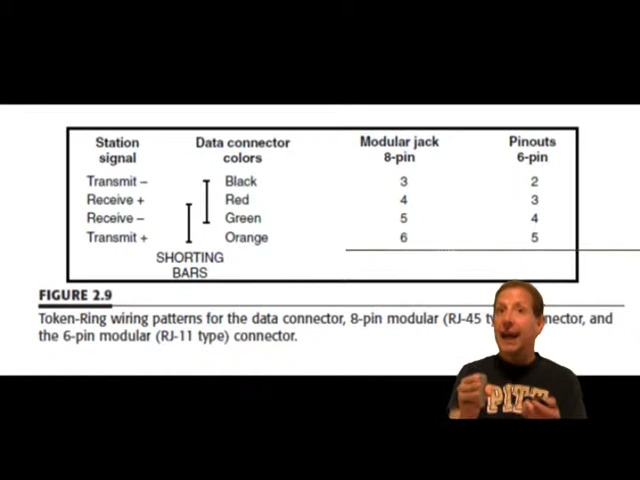 Station Data connector Modular jack Pinouts
signal colors 8-pin 6-pin
Transmit – Black 3 2
Receive + Red 4 3
Receive – Green 5 4
Transmit + Orange 6 5
SHORTING
BARS
FIGURE 2.9
Token-Ring wiring patterns for the data connector, 8-pin modular (RJ-45 and
the 6-pin modular (RJ-11 type) connector.
PITT